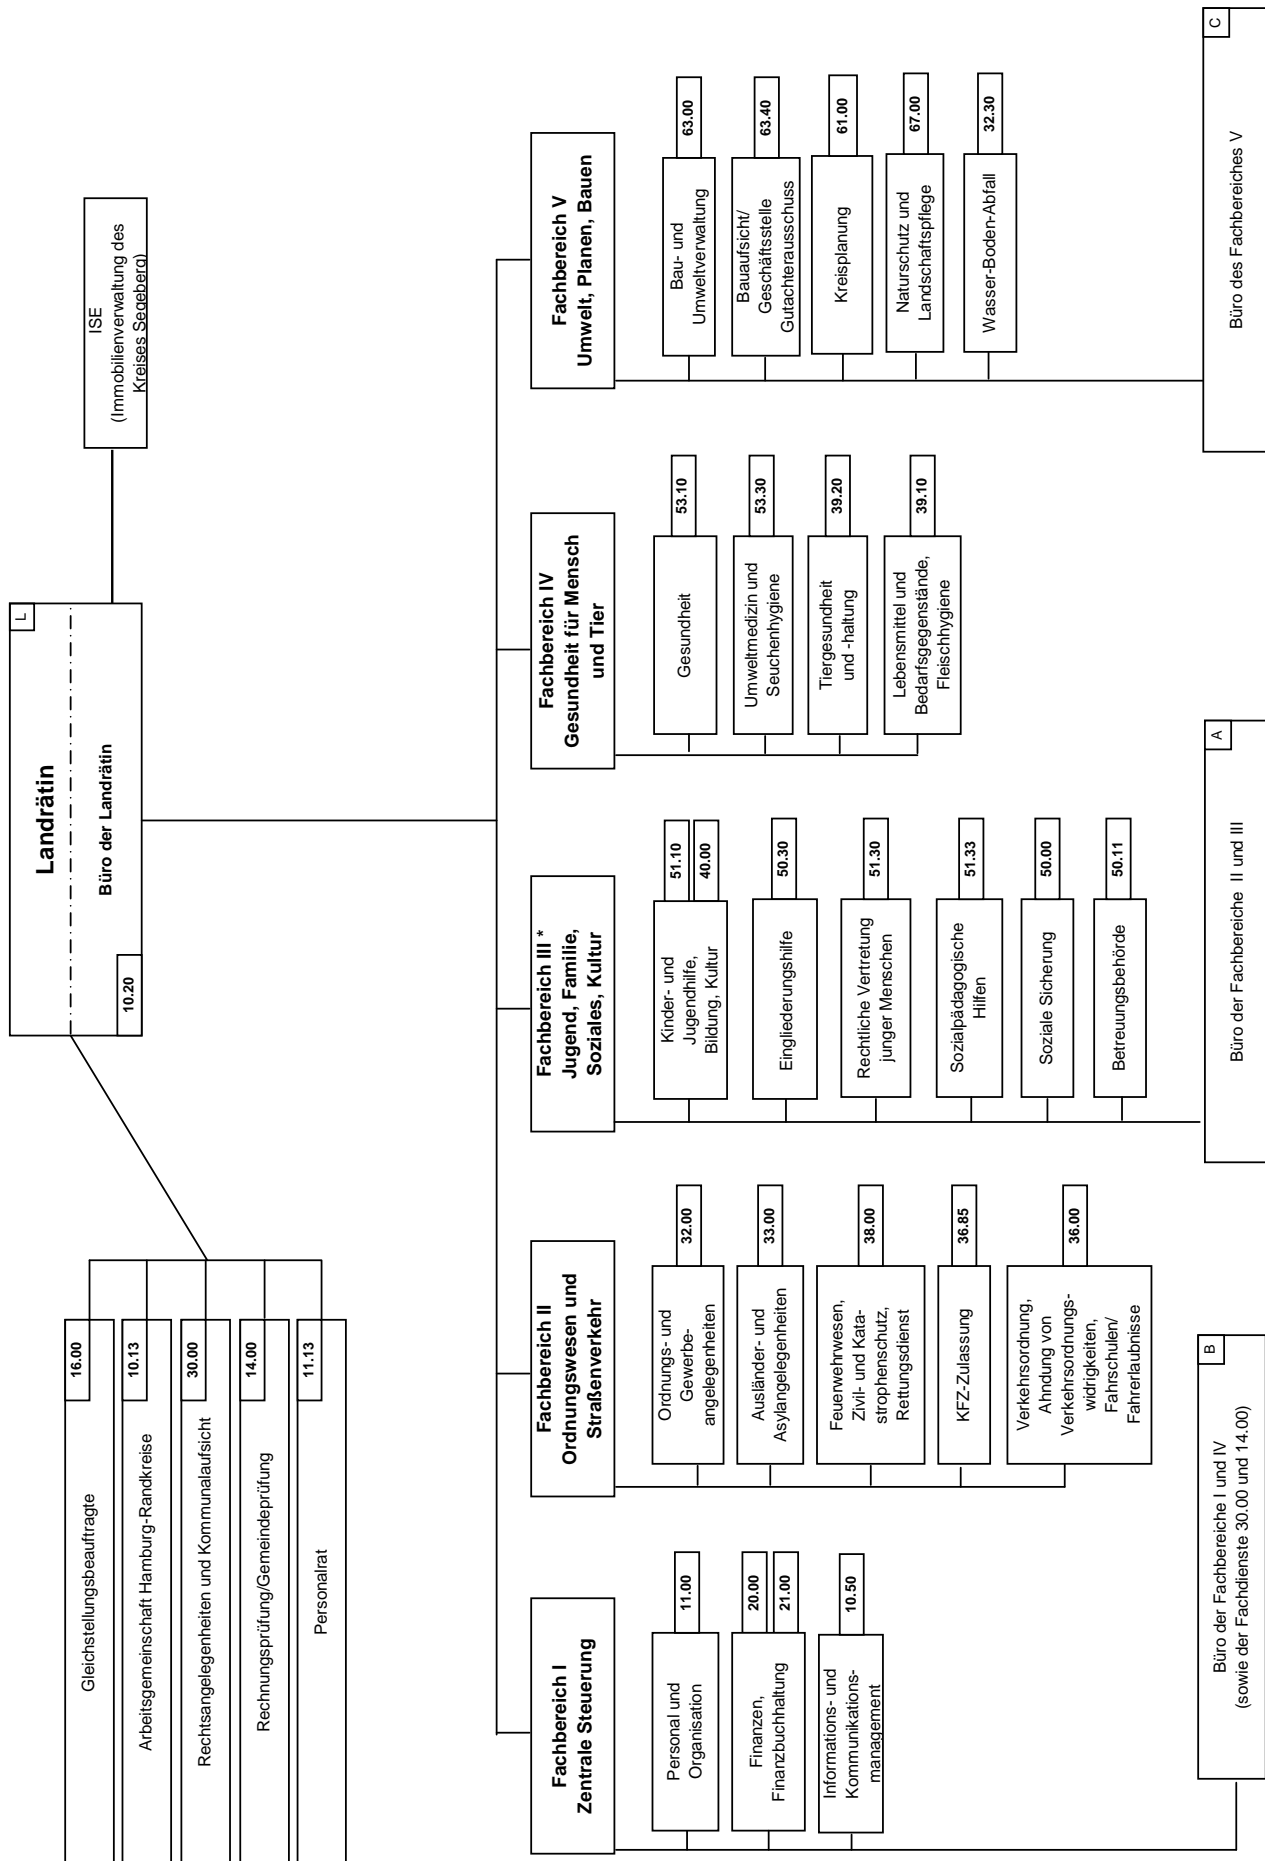 L
Landrätin
Büro der Landrätin
10.20
ISE
(Immobilienverwaltung des
Kreises Segeberg)
Gleichstellungsbeauftragte
16.00
Arbeitsgemeinschaft Hamburg-Randkreise
10.13
Rechtsangelegenheiten und Kommunalaufsicht
30.00
Rechnungsprüfung/Gemeindeprüfung
14.00
Personalrat
11.13
Fachbereich I
Zentrale Steuerung
Personal und
Organisation
11.00
Finanzen,
Finanzbuchhaltung
20.00
21.00
Informations- und
Kommunikations-
management
10.50
Fachbereich II
Ordnungswesen und
Straßenverkehr
Ordnungs- und
Gewerbe-
angelegenheiten
32.00
Ausländer- und
Asylangelegenheiten
33.00
Feuerwehrwesen,
Zivil- und Kata-
strophenschutz,
Rettungsdienst
38.00
KFZ-Zulassung
36.85
Verkehrsordnung,
Ahndung von
Verkehrsordnungs-
widrigkeiten,
Fahrschulen/
Fahrerlaubnisse
36.00
Fachbereich III *
Jugend, Familie,
Soziales, Kultur
Kinder- und
Jugendhilfe,
Bildung, Kultur
51.10
40.00
Eingliederungshilfe
50.30
Rechtliche Vertretung
junger Menschen
51.30
Sozialpädagogische
Hilfen
51.33
Soziale Sicherung
50.00
Betreuungsbehörde
50.11
Fachbereich IV
Gesundheit für Mensch
und Tier
Gesundheit
53.10
Umweltmedizin und
Seuchenhygiene
53.30
Tiergesundheit
und -haltung
39.20
Lebensmittel und
Bedarfsgegenstände,
Fleischhygiene
39.10
Fachbereich V
Umwelt, Planen, Bauen
Bau- und
Umweltverwaltung
63.00
Bauaufsicht/
Geschäftsstelle
Gutachterausschuss
63.40
Kreisplanung
61.00
Naturschutz und
Landschaftspflege
67.00
Wasser-Boden-Abfall
32.30
B
Büro der Fachbereiche I und IV
(sowie der Fachdienste 30.00 und 14.00)
A
Büro der Fachbereiche II und III
C
Büro des Fachbereiches V